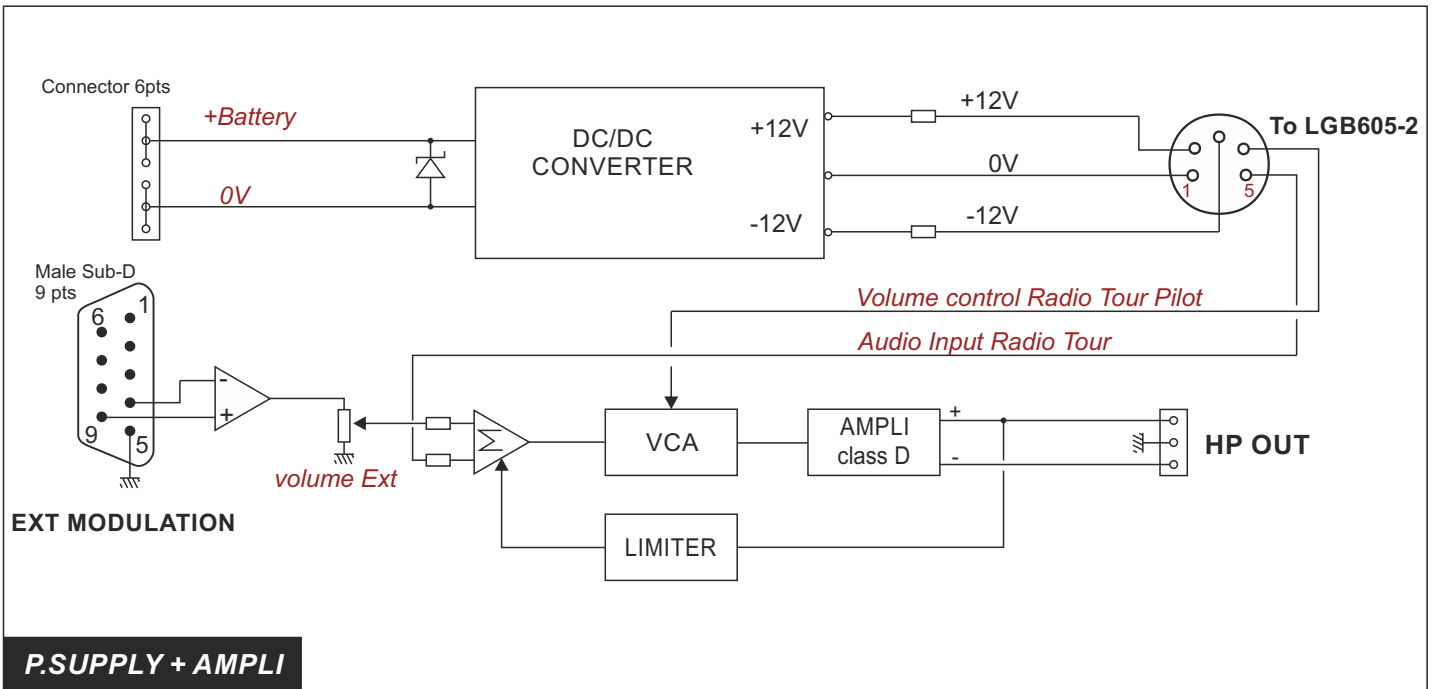 Connector 6pts
+Battery
0V
DC/DC
CONVERTER
+12V
-12V
+12V
0V
-12V
To LGB605-2
1
5
Male Sub-D
9 pts
1
6
9
5
-
+
EXT MODULATION
volume Ext
Volume control Radio Tour Pilot
Audio Input Radio Tour
Σ
VCA
AMPLI
class D
+
-
HP OUT
LIMITER
P.SUPPLY + AMPLI